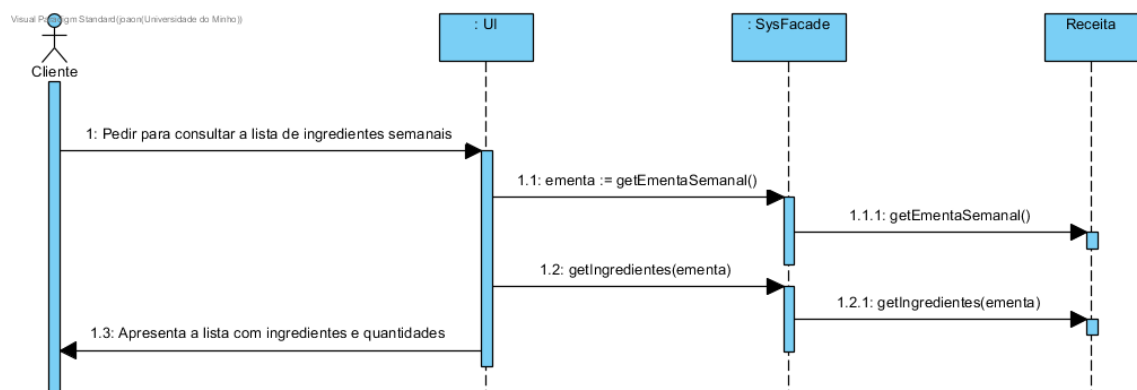 Visual Paradigm Standard(joaon(Universidade do Minho))
: UI
: SysFacade
Receita
Cliente
1: Pedir para consultar a lista de ingredientes semanais
1.1: ementa := getEmentaSemanal()
1.1.1: getEmentaSemanal()
1.2: getIngredientes(ementa)
1.2.1: getIngredientes(ementa)
1.3: Apresenta a lista com ingredientes e quantidades